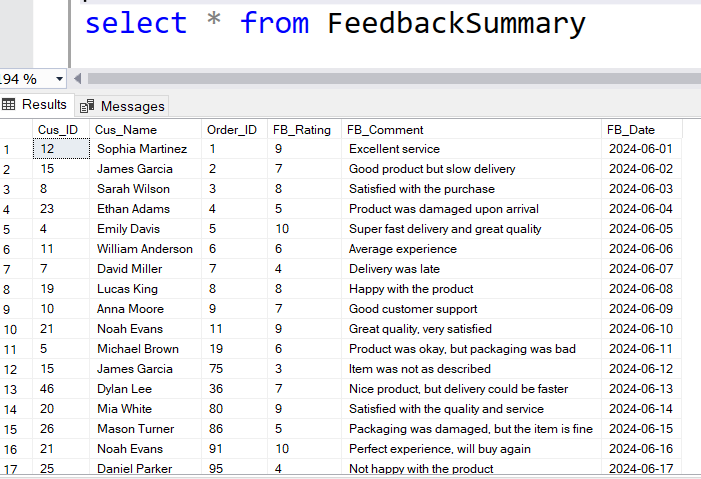 select * from FeedbackSummary
194 %
Results Messages
Cus_ID Cus_Name Order_ID FB_Rating FB_Comment FB_Date
1 12 Sophia Martinez 1 9 Excellent service 2024-06-01
2 15 James Garcia 2 7 Good product but slow delivery 2024-06-02
3 8 Sarah Wilson 3 8 Satisfied with the purchase 2024-06-03
4 23 Ethan Adams 4 5 Product was damaged upon arrival 2024-06-04
5 4 Emily Davis 5 10 Super fast delivery and great quality 2024-06-05
6 11 William Anderson 6 6 Average experience 2024-06-06
7 7 David Miller 7 4 Delivery was late 2024-06-07
8 19 Lucas King 8 8 Happy with the product 2024-06-08
9 10 Anna Moore 9 7 Good customer support 2024-06-09
10 21 Noah Evans 11 9 Great quality, very satisfied 2024-06-10
11 5 Michael Brown 19 6 Product was okay, but packaging was bad 2024-06-11
12 15 James Garcia 75 3 Item was not as described 2024-06-12
13 46 Dylan Lee 36 7 Nice product, but delivery could be faster 2024-06-13
14 20 Mia White 80 9 Satisfied with the quality and service 2024-06-14
15 26 Mason Turner 86 5 Packaging was damaged, but the item is fine 2024-06-15
16 21 Noah Evans 91 10 Perfect experience, will buy again 2024-06-16
17 25 Daniel Parker 95 4 Not happy with the product 2024-06-17